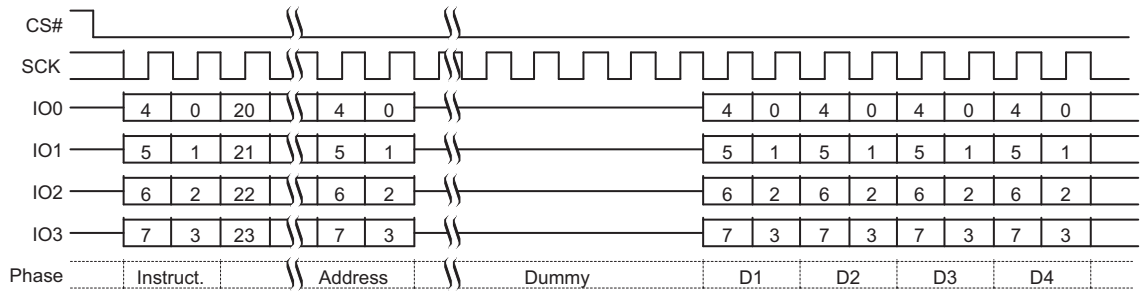 CS#
SCK
IO0 4 0 20 4 0 4 0 4 0 4 0 4 0
IO1 5 1 21 5 1 5 1 5 1 5 1 5 1
IO2 6 2 22 6 2 6 2 6 2 6 2 6 2
IO3 7 3 23 7 3 7 3 7 3 7 3 7 3
Phase Instruct. Address Dummy D1 D2 D3 D4